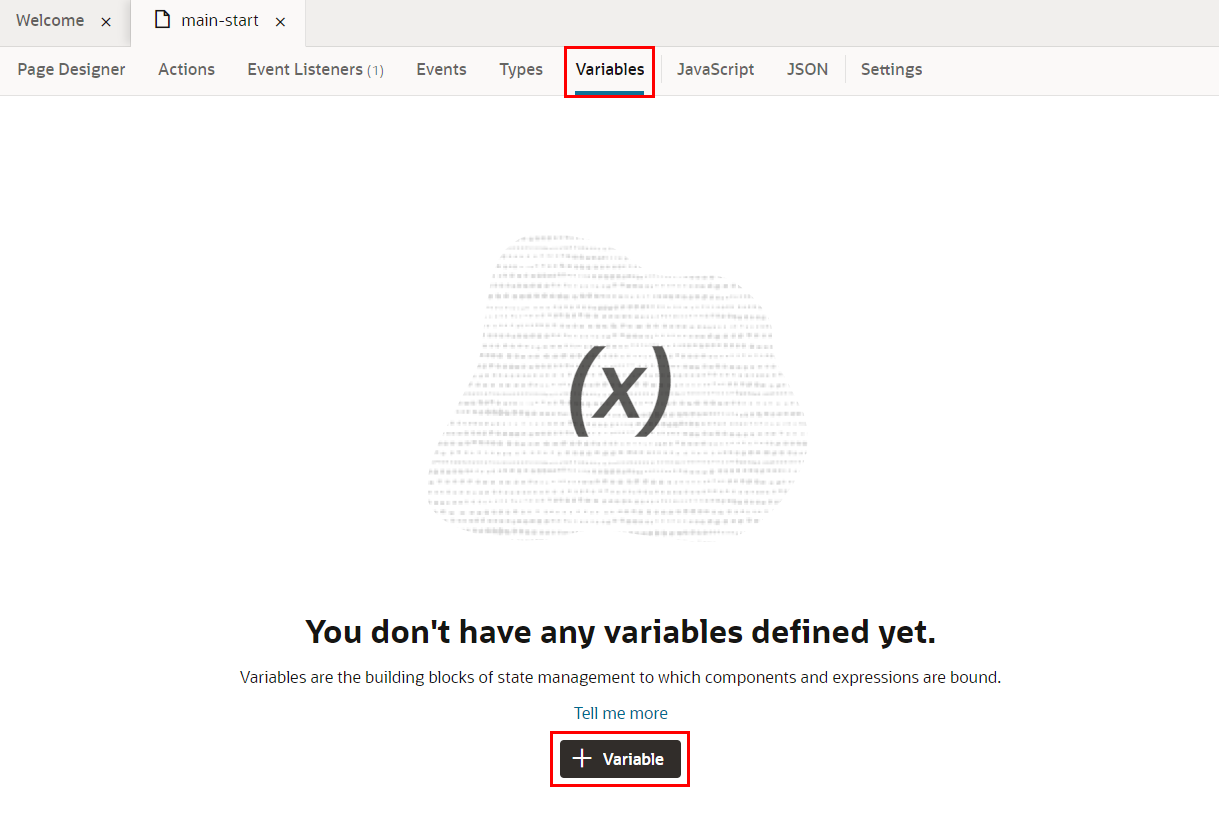 Welcome × main-start ×
Page Designer Actions Event Listeners (1) Events Types Variables JavaScript JSON Settings
(x)
You don't have any variables defined yet.
Variables are the building blocks of state management to which components and expressions are bound.
Tell me more
+ Variable